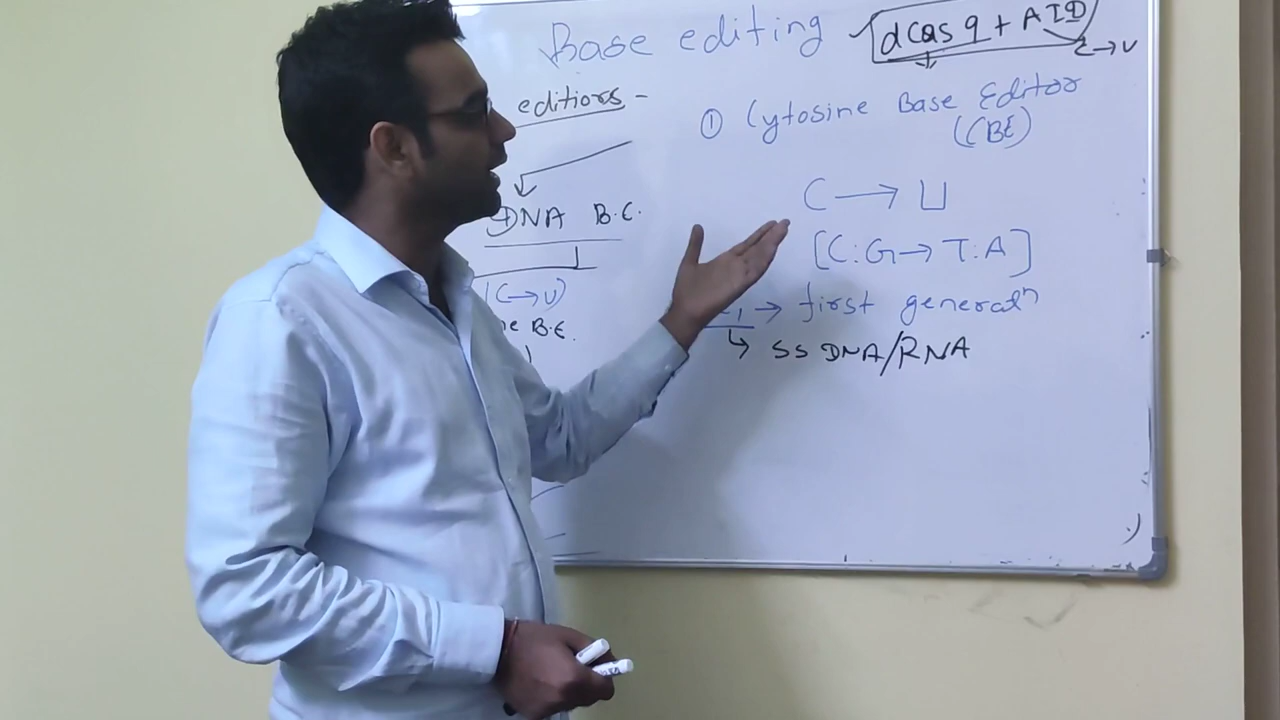 Base editing
dCas 9 + AID
C → U
editiors -
① Cytosine Base Editor
(CBE)
DNA B.C.
C → U
[C:G → T:A]
(C → U)
→ first generatⁿ
B.E.
↳ SS DNA/RNA